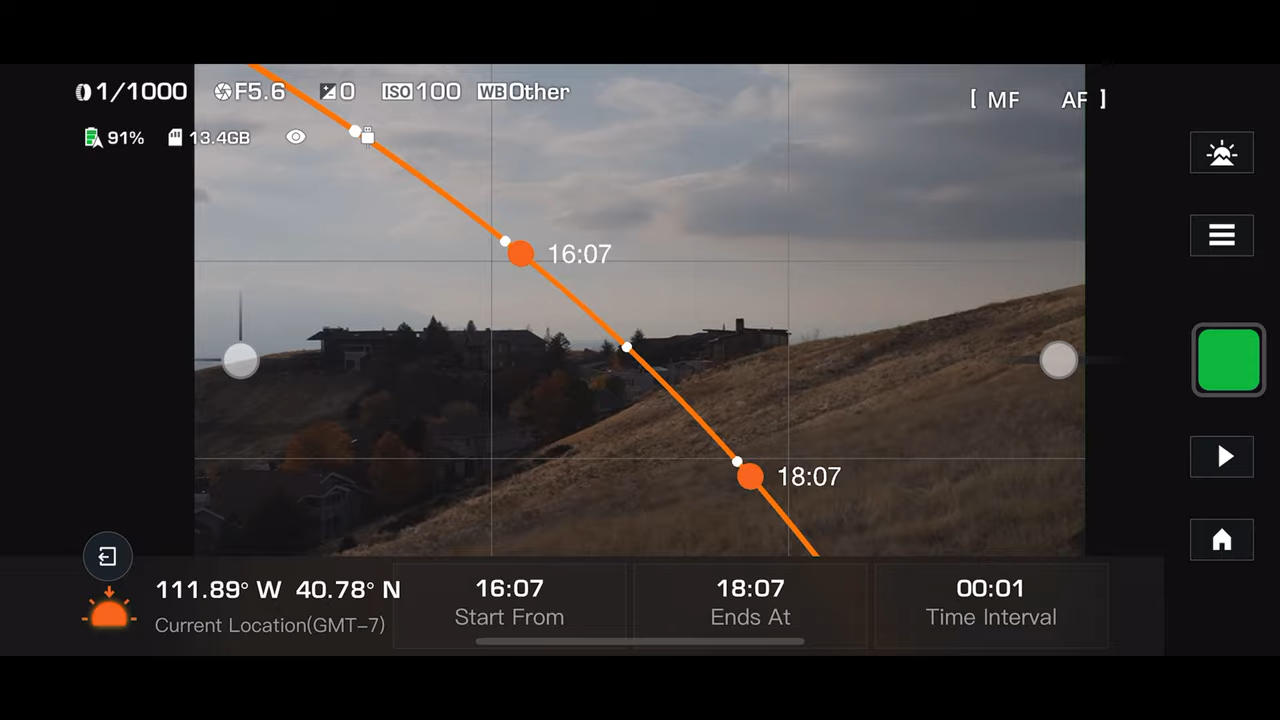 1/1000 F5.6 0 ISO 100 WB Other
[ MF AF ]
91% 13.4GB
16:07
18:07
111.89° W 40.78° N
Current Location(GMT-7)
16:07
Start From
18:07
Ends At
00:01
Time Interval